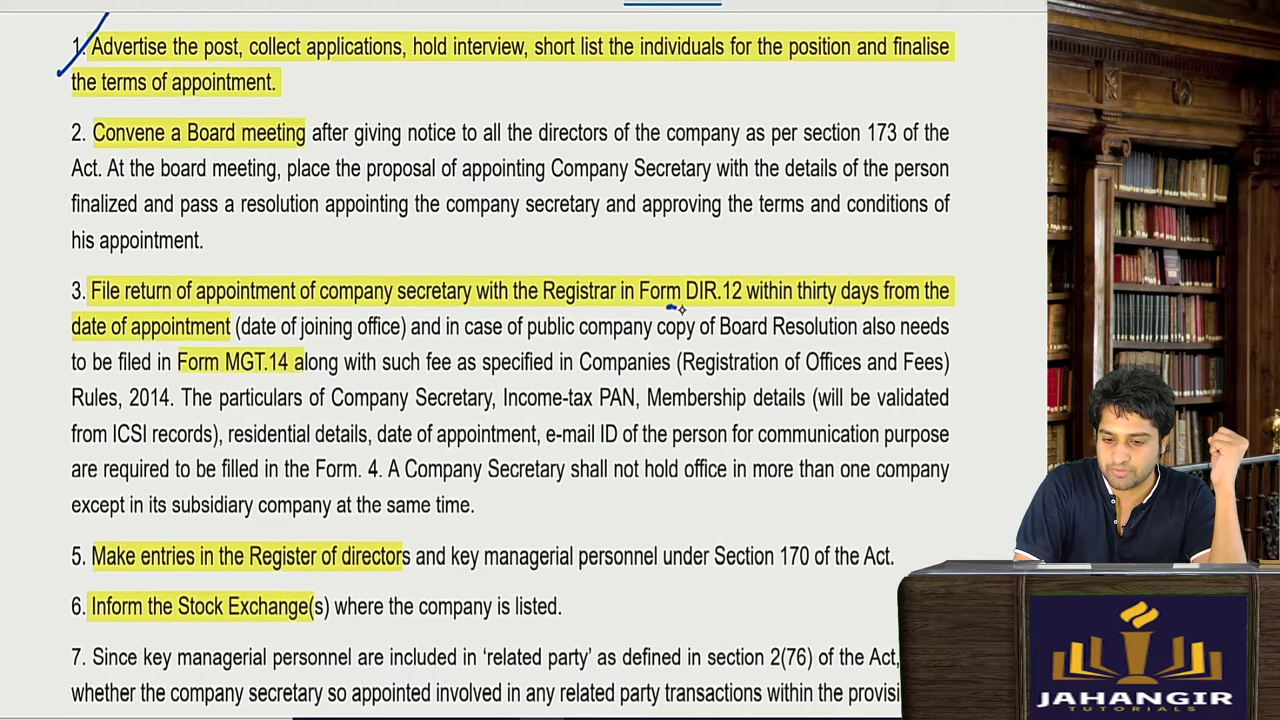 1. Advertise the post, collect applications, hold interview, short list the individuals for the position and finalise
the terms of appointment.
2. Convene a Board meeting after giving notice to all the directors of the company as per section 173 of the
Act. At the board meeting, place the proposal of appointing Company Secretary with the details of the person
finalized and pass a resolution appointing the company secretary and approving the terms and conditions of
his appointment.
3. File return of appointment of company secretary with the Registrar in Form DIR.12 within thirty days from the
date of appointment (date of joining office) and in case of public company copy of Board Resolution also needs
to be filed in Form MGT.14 along with such fee as specified in Companies (Registration of Offices and Fees)
Rules, 2014. The particulars of Company Secretary, Income-tax PAN, Membership details (will be validated
from ICSI records), residential details, date of appointment, e-mail ID of the person for communication purpose
are required to be filled in the Form. 4. A Company Secretary shall not hold office in more than one company
except in its subsidiary company at the same time.
5. Make entries in the Register of directors and key managerial personnel under Section 170 of the Act.
6. Inform the Stock Exchange(s) where the company is listed.
7. Since key managerial personnel are included in ‘related party’ as defined in section 2(76) of the Act,
whether the company secretary so appointed involved in any related party transactions within the provisi
JAHANGIR
TUTORIALS